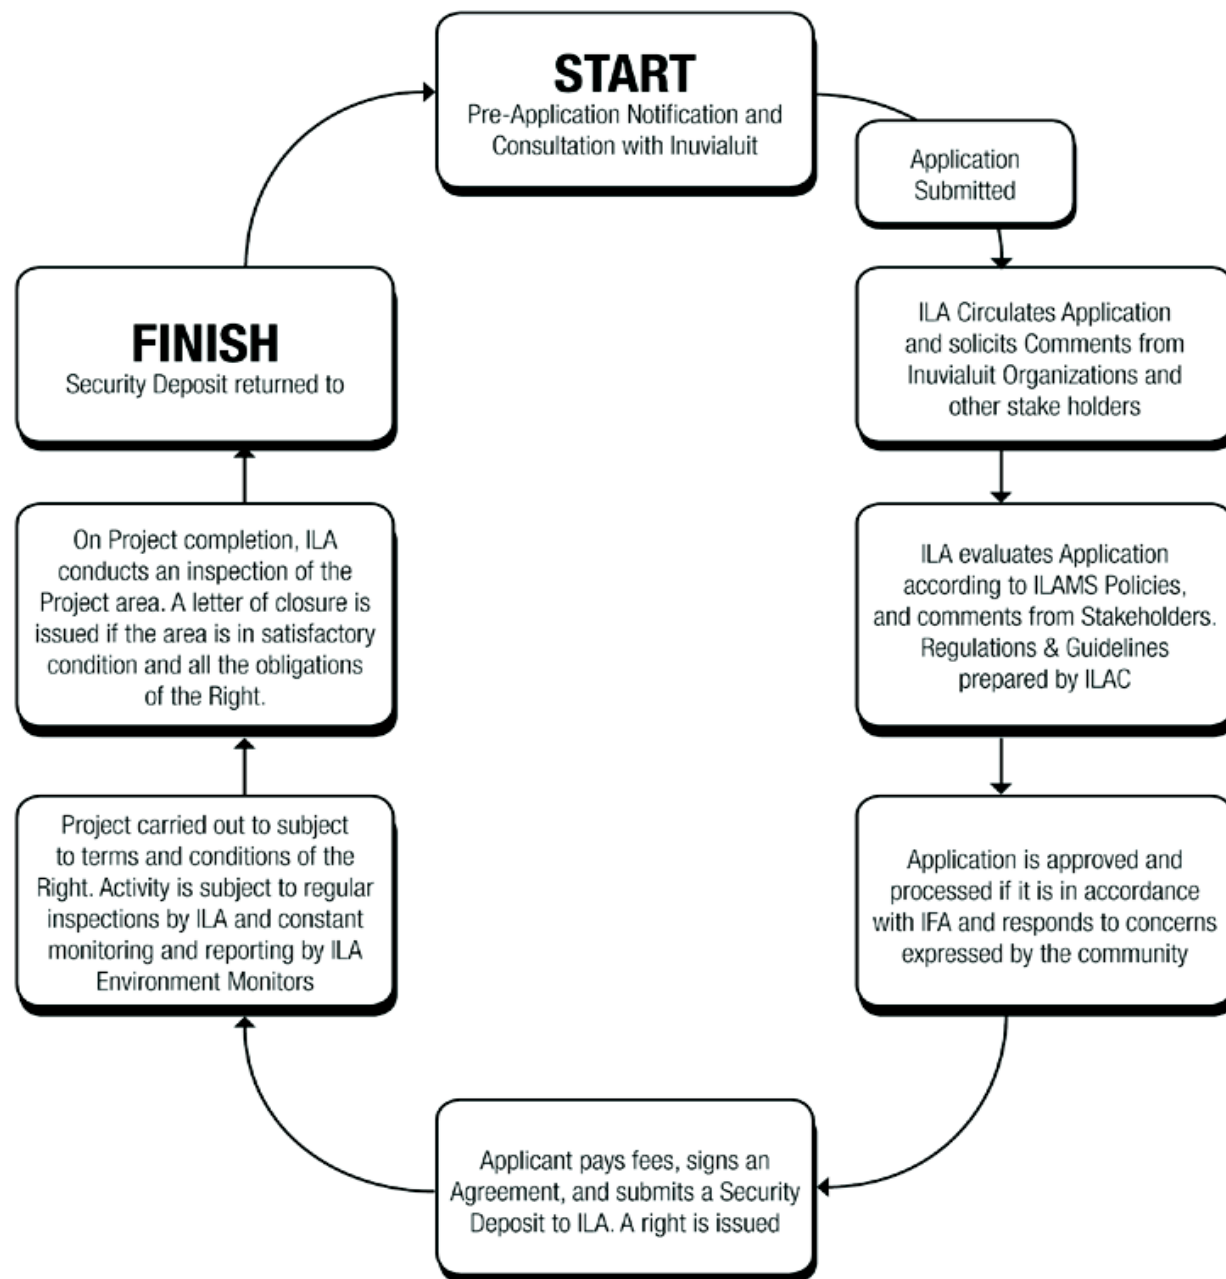 START
Pre-Application Notification and
Consultation with Inuvialuit
Application
Submitted
ILA Circulates Application
and solicits Comments from
Inuvialuit Organizations and
other stake holders
ILA evaluates Application
according to ILAMS Policies,
and comments from Stakeholders.
Regulations & Guidelines
prepared by ILAC
Application is approved and
processed if it is in accordance
with IFA and responds to concerns
expressed by the community
Applicant pays fees, signs an
Agreement, and submits a Security
Deposit to ILA. A right is issued
Project carried out to subject
to terms and conditions of the
Right. Activity is subject to regular
inspections by ILA and constant
monitoring and reporting by ILA
Environment Monitors
On Project completion, ILA
conducts an inspection of the
Project area. A letter of closure is
issued if the area is in satisfactory
condition and all the obligations
of the Right.
FINISH
Security Deposit returned to